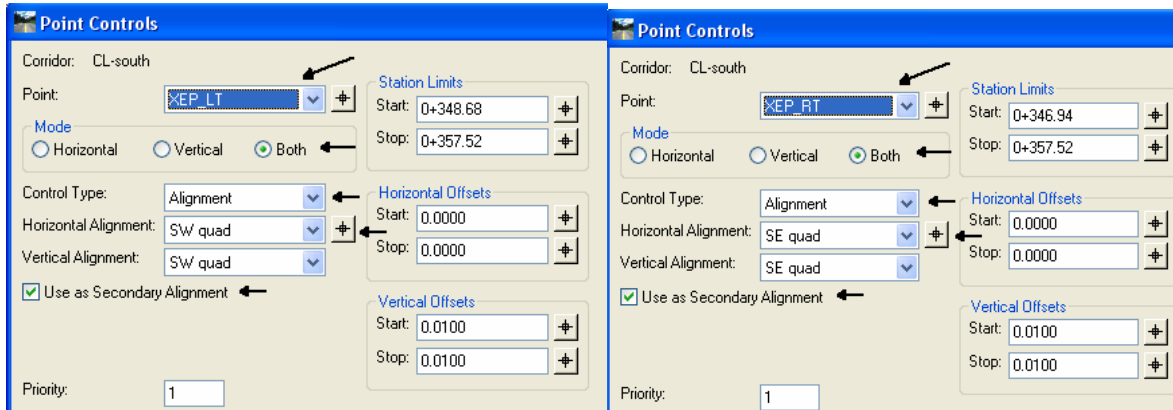 Point Controls
Corridor: CL-south
Point: XEP_LT
Mode
Horizontal Vertical Both
Control Type: Alignment
Horizontal Alignment: SW quad
Vertical Alignment: SW quad
Use as Secondary Alignment
Priority: 1
Station Limits
Start: 0+348.68
Stop: 0+357.52
Horizontal Offsets
Start: 0.0000
Stop: 0.0000
Vertical Offsets
Start: 0.0100
Stop: 0.0100
Point Controls
Corridor: CL-south
Point: XEP_RT
Mode
Horizontal Vertical Both
Control Type: Alignment
Horizontal Alignment: SE quad
Vertical Alignment: SE quad
Use as Secondary Alignment
Priority: 1
Station Limits
Start: 0+346.94
Stop: 0+357.52
Horizontal Offsets
Start: 0.0000
Stop: 0.0000
Vertical Offsets
Start: 0.0100
Stop: 0.0100